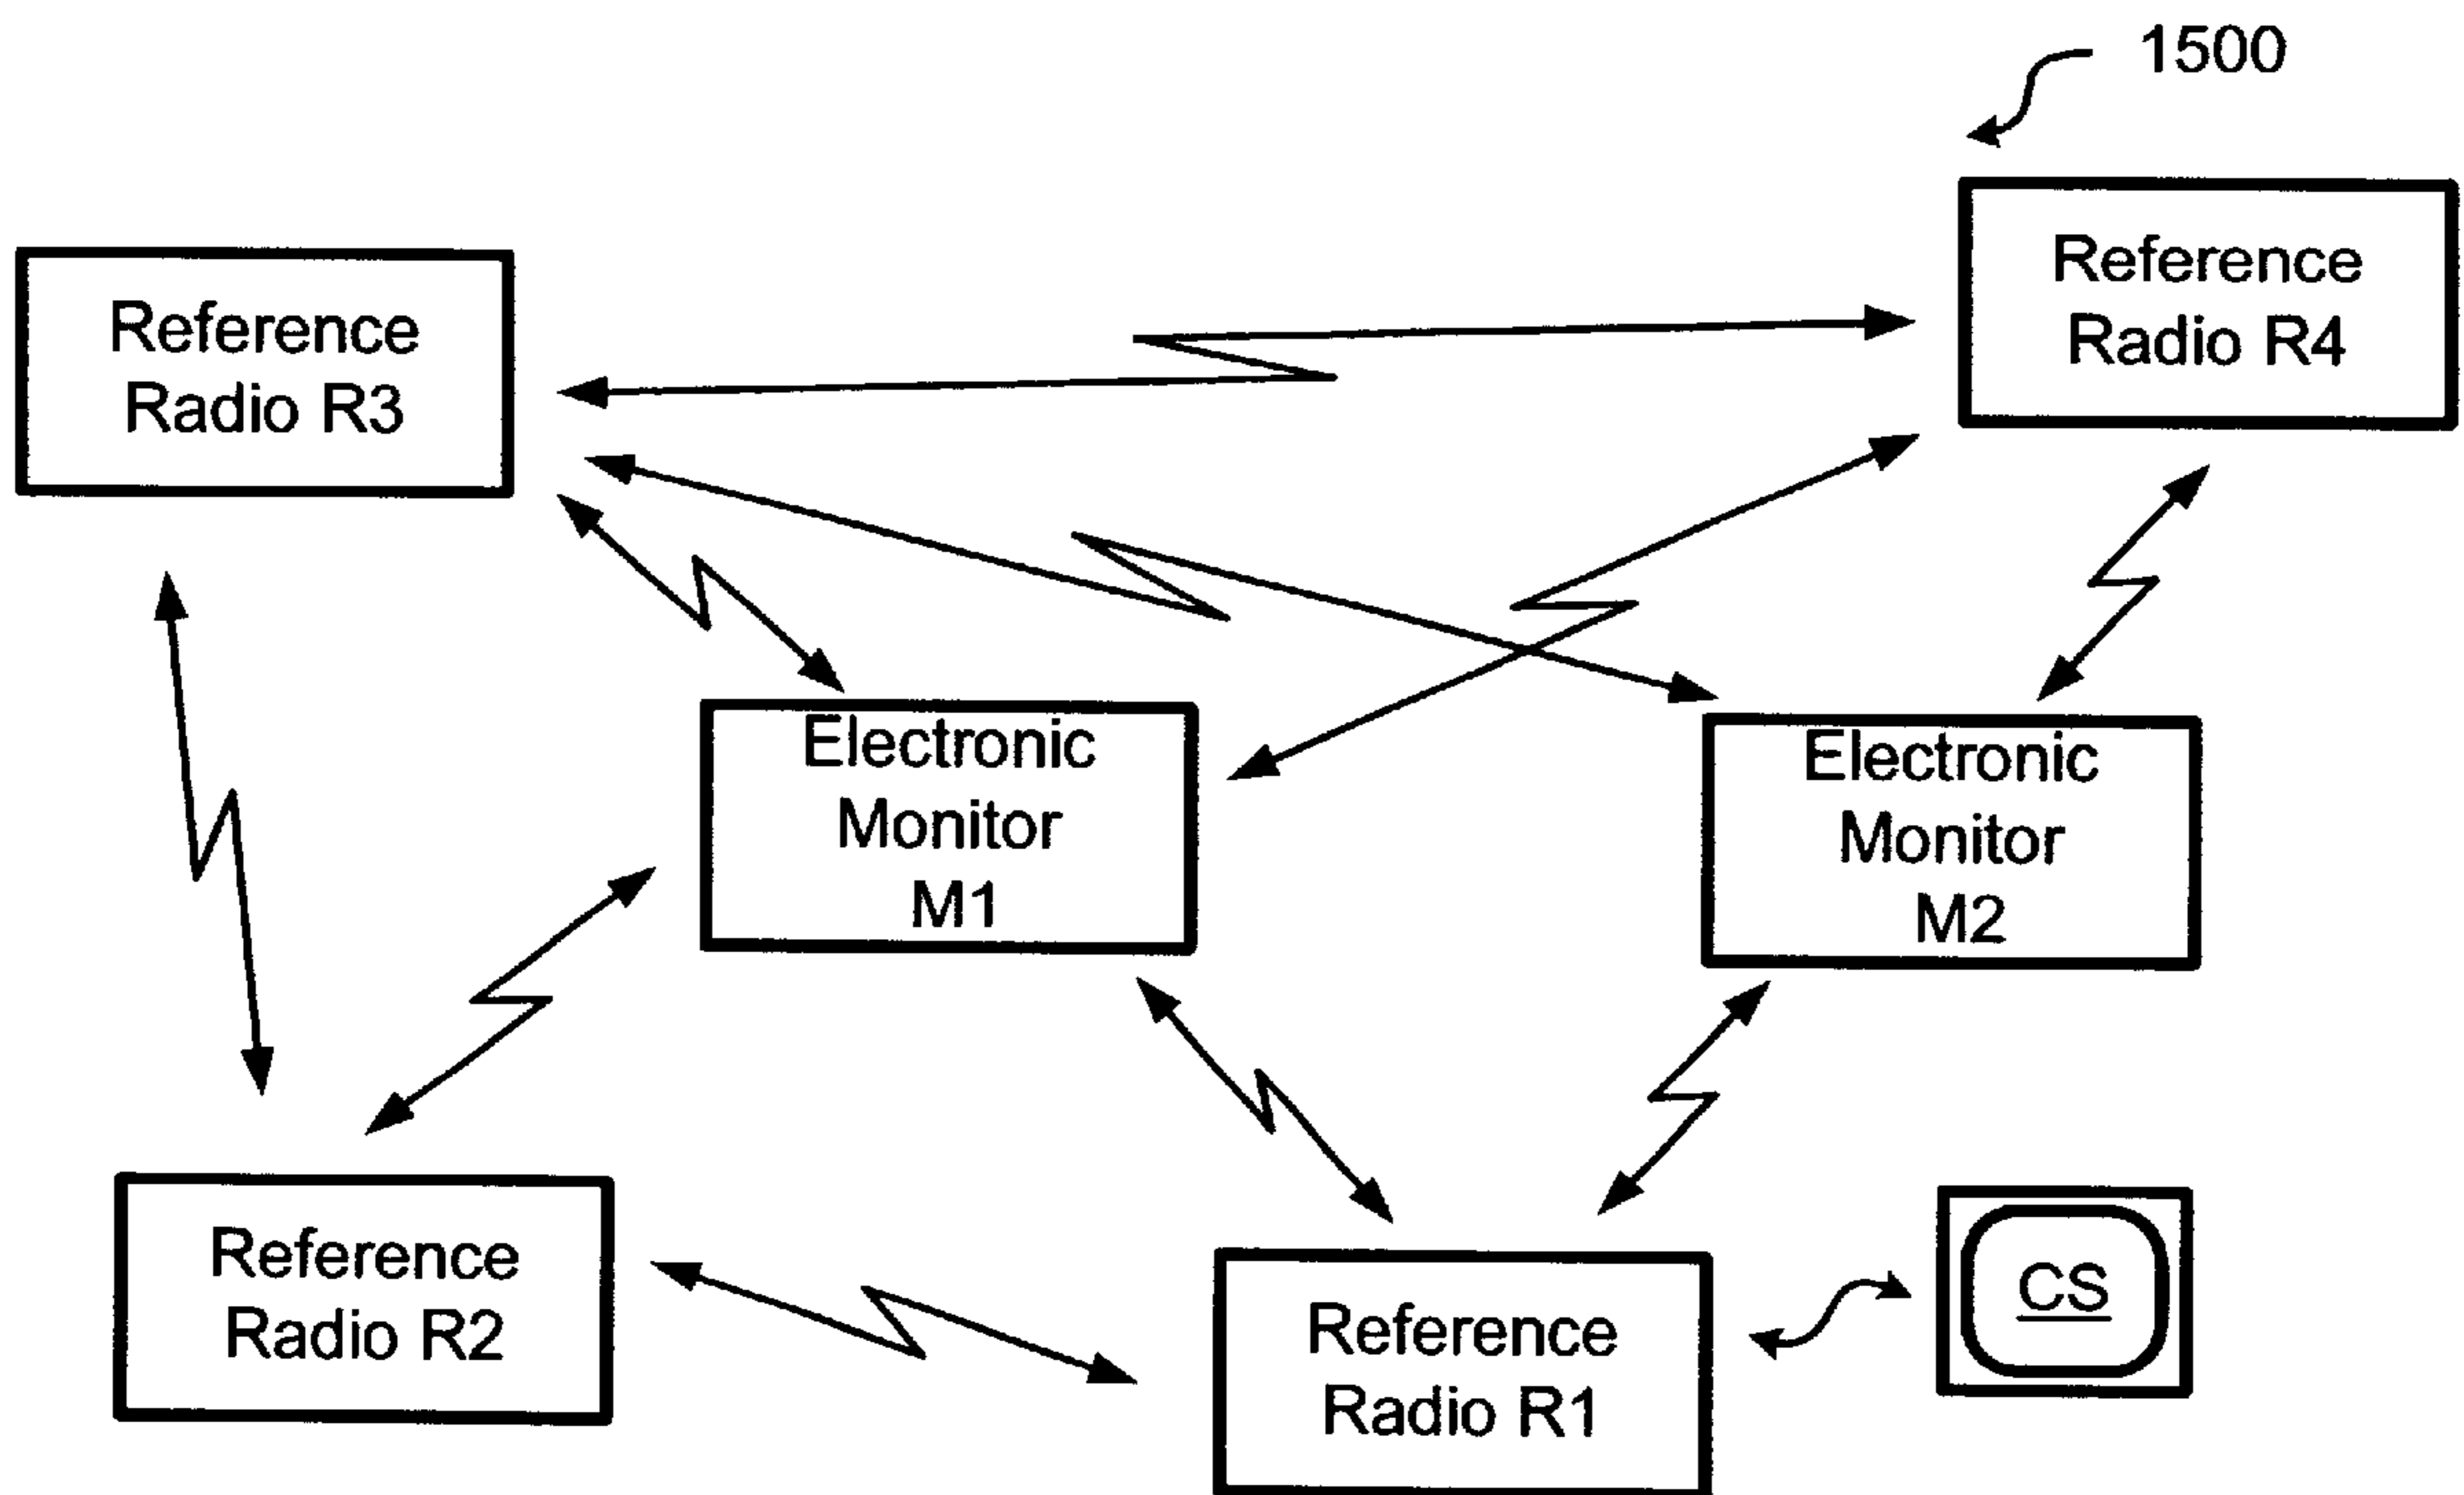 1500
Reference
Radio R4
Reference
Radio R3
Electronic
Monitor
M1
Electronic
Monitor
M2
Reference
Radio R2
Reference
Radio R1
CS